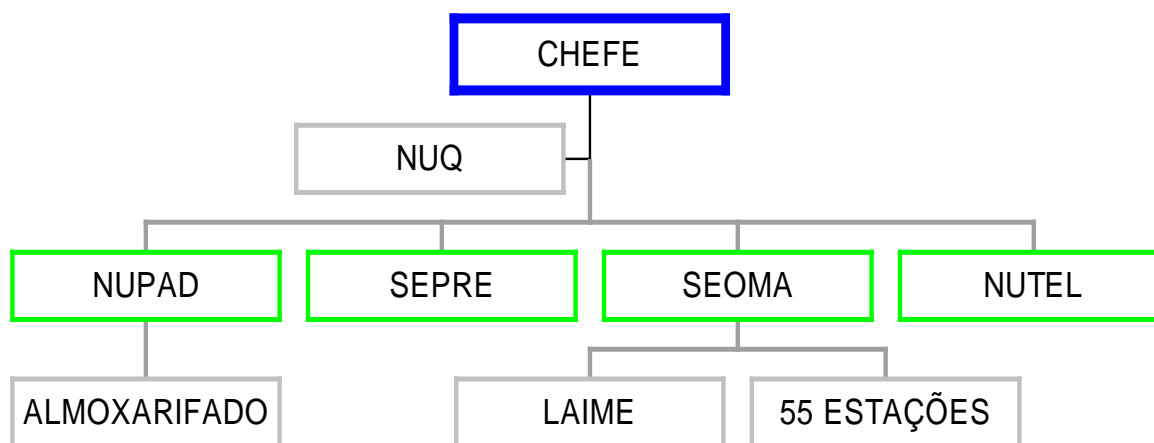 CHEFE
NUQ
NUPAD
SEPRE
SEOMA
NUTEL
ALMOXARIFADO
LAIME
55 ESTAÇÕES